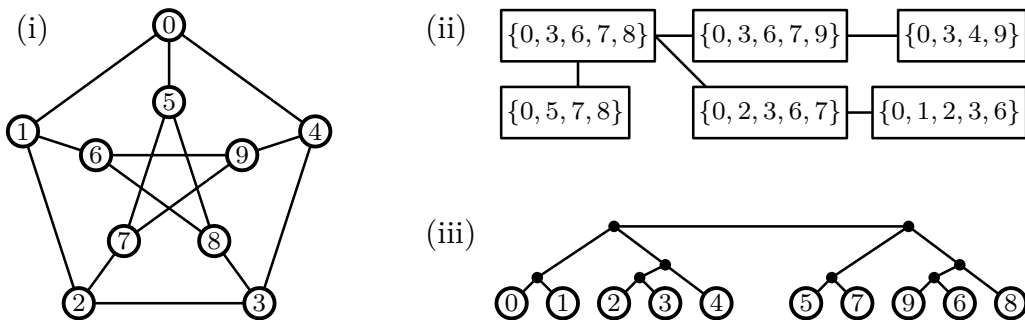 (i)
0
5
1
4
6
9
7
8
2
3
(ii)
{0, 3, 6, 7, 8} {0, 3, 6, 7, 9} {0, 3, 4, 9}
{0, 5, 7, 8} {0, 2, 3, 6, 7} {0, 1, 2, 3, 6}
(iii)
0 1 2 3 4 5 7 9 6 8